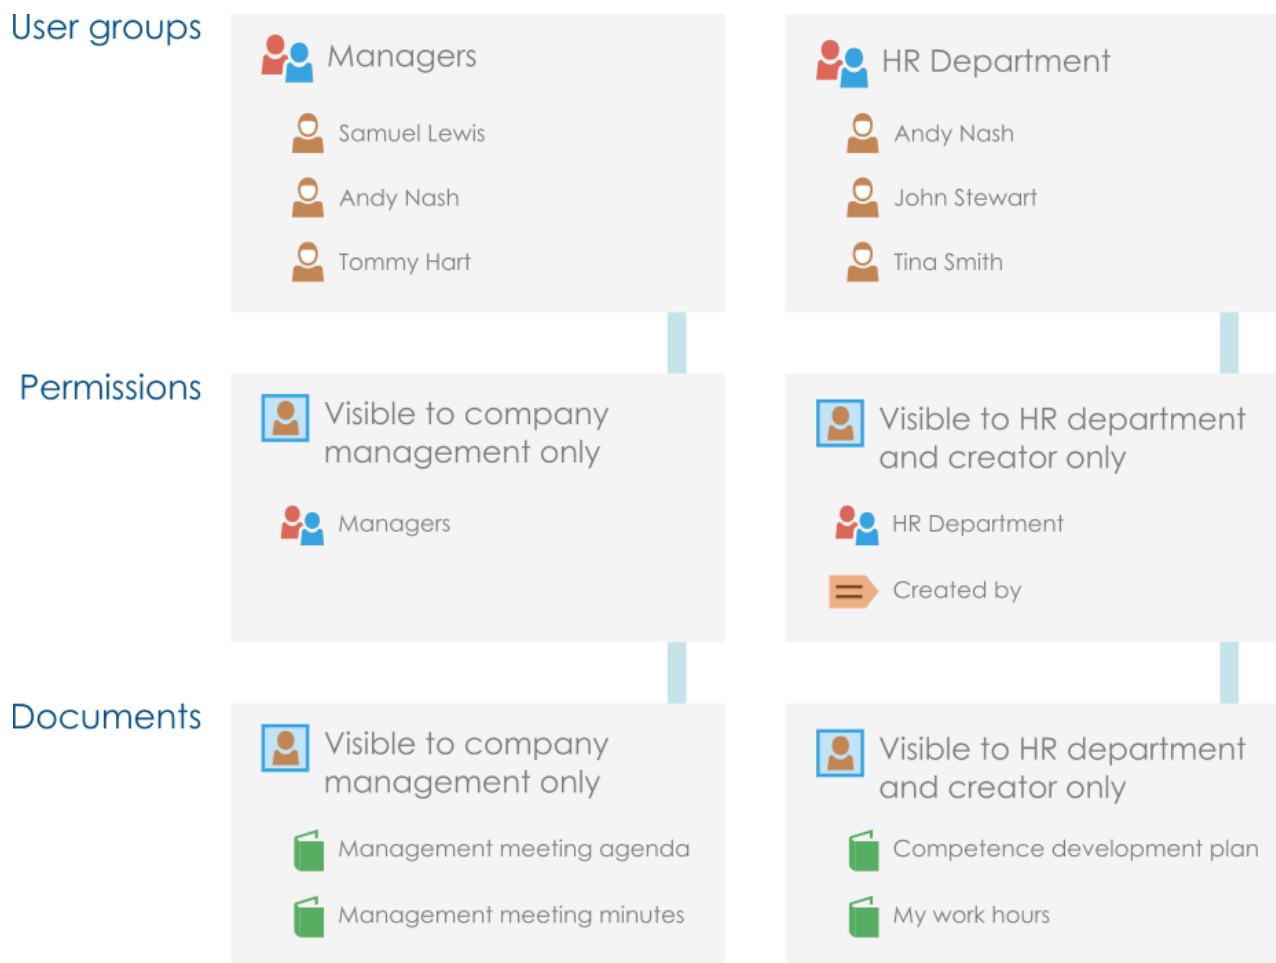 User groups
Managers
Samuel Lewis
Andy Nash
Tommy Hart
HR Department
Andy Nash
John Stewart
Tina Smith
Permissions
Visible to company
management only
Managers
Visible to HR department
and creator only
HR Department
Created by
Documents
Visible to company
management only
Management meeting agenda
Management meeting minutes
Visible to HR department
and creator only
Competence development plan
My work hours